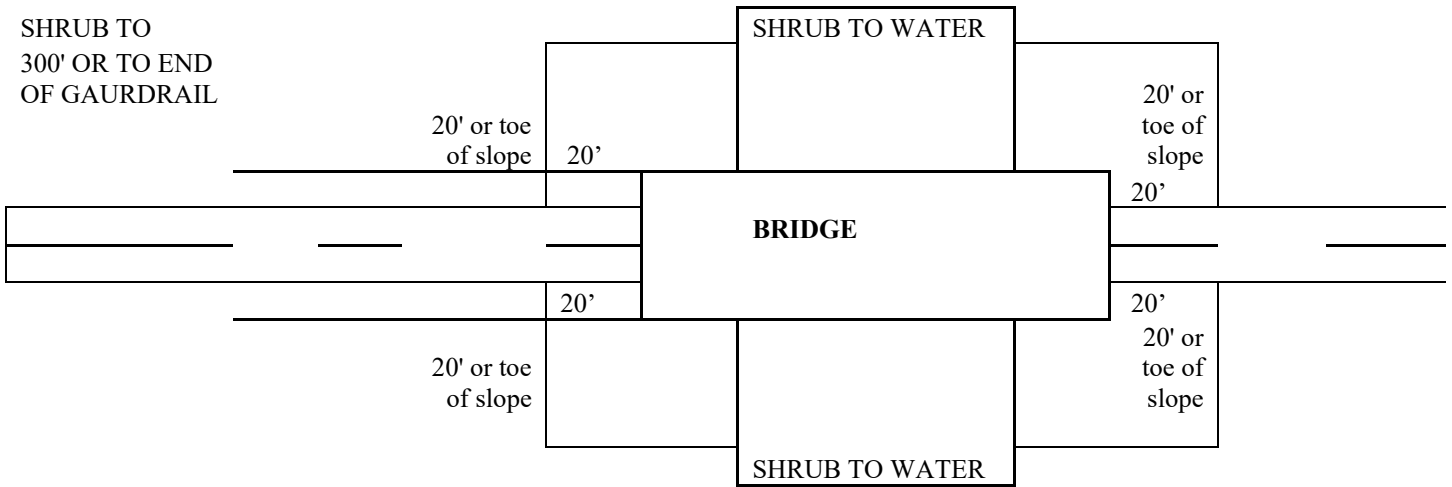 SHRUB TO
300' OR TO END
OF GAURDRAIL
SHRUB TO WATER
20' or toe
of slope
20’
20' or
toe of
slope
20’
BRIDGE
20’
20’
20' or toe
of slope
20' or
toe of
slope
SHRUB TO WATER